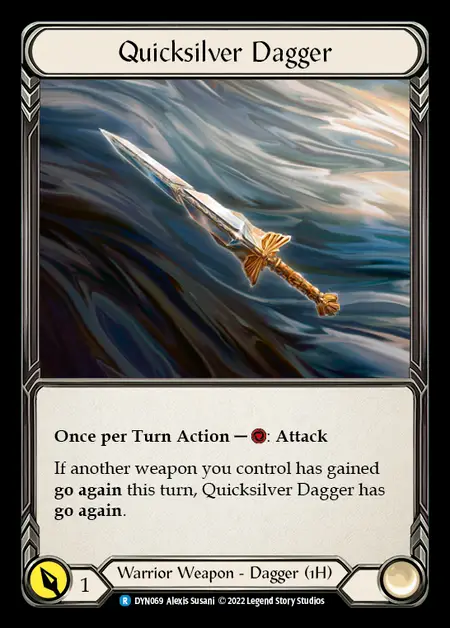 Quicksilver Dagger
Once per Turn Action — : Attack
If another weapon you control has gained
go again this turn, Quicksilver Dagger has
go again.
1
Warrior Weapon - Dagger (1H)
R DYN069 Alexis Susani © 2022 Legend Story Studios